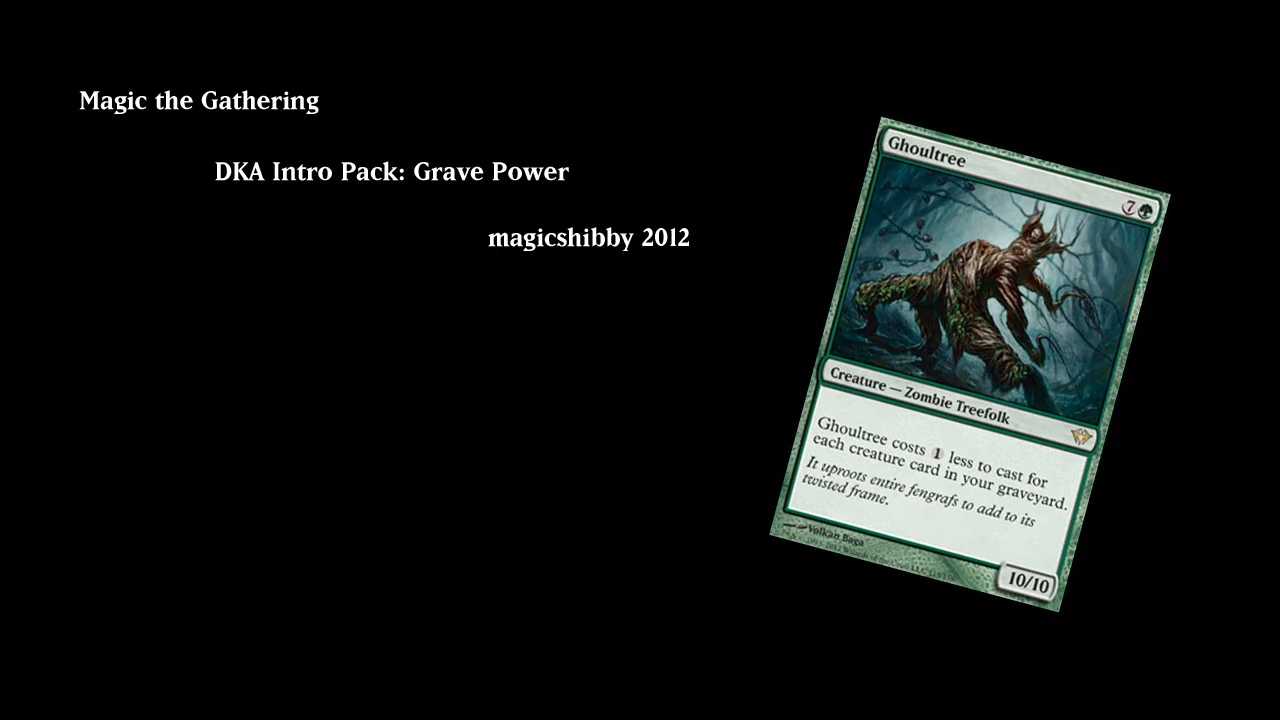 Magic the Gathering
DKA Intro Pack: Grave Power
magicshibby 2012
Ghoultree
7
Creature — Zombie Treefolk
Ghoultree costs 1 less to cast for
each creature card in your graveyard.
It uproots entire fengrafs to add to its
twisted frame.
Volkan Baga
10/10